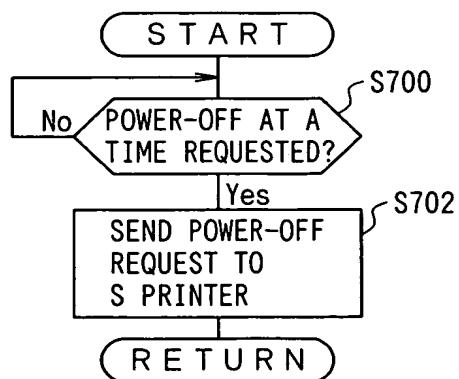 START
S700
No
POWER-OFF AT A
TIME REQUESTED?
Yes
S702
SEND POWER-OFF
REQUEST TO
S PRINTER
RETURN